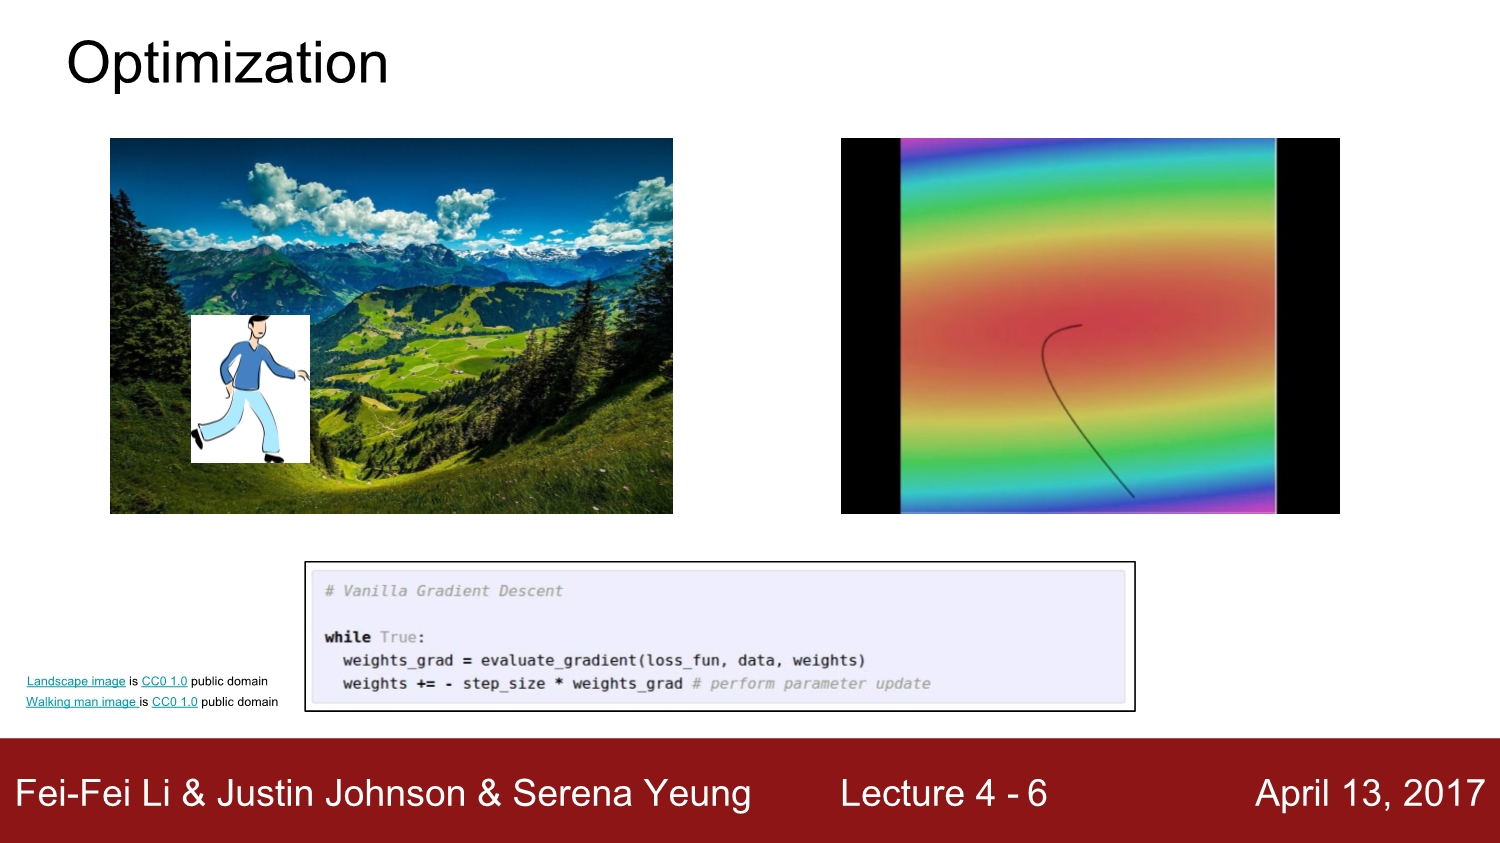 Optimization
# Vanilla Gradient Descent
while True:
weights_grad = evaluate_gradient(loss_fun, data, weights)
weights += - step_size * weights_grad # perform parameter update
Landscape image is CC0 1.0 public domain
Walking man image is CC0 1.0 public domain
Fei-Fei Li & Justin Johnson & Serena Yeung
Lecture 4 - 6
April 13, 2017